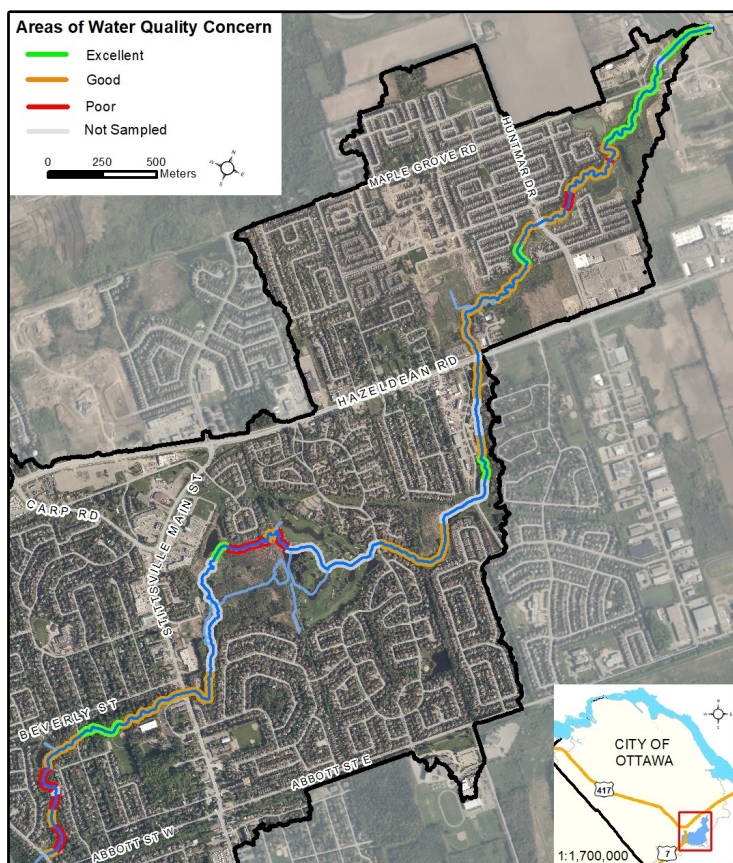 Areas of Water Quality Concern
Excellent
Good
Poor
Not Sampled
0 250 500
Meters
N
W E
S
MAPLE GROVE RD
HUNTMAR DR
HAZELDEAN RD
CARP RD
STITTSVILLE MAIN ST
BEVERLY ST
ABBOTT ST E
ABBOTT ST W
N
W E
S
CITY OF
OTTAWA
417
7
1:1,700,000